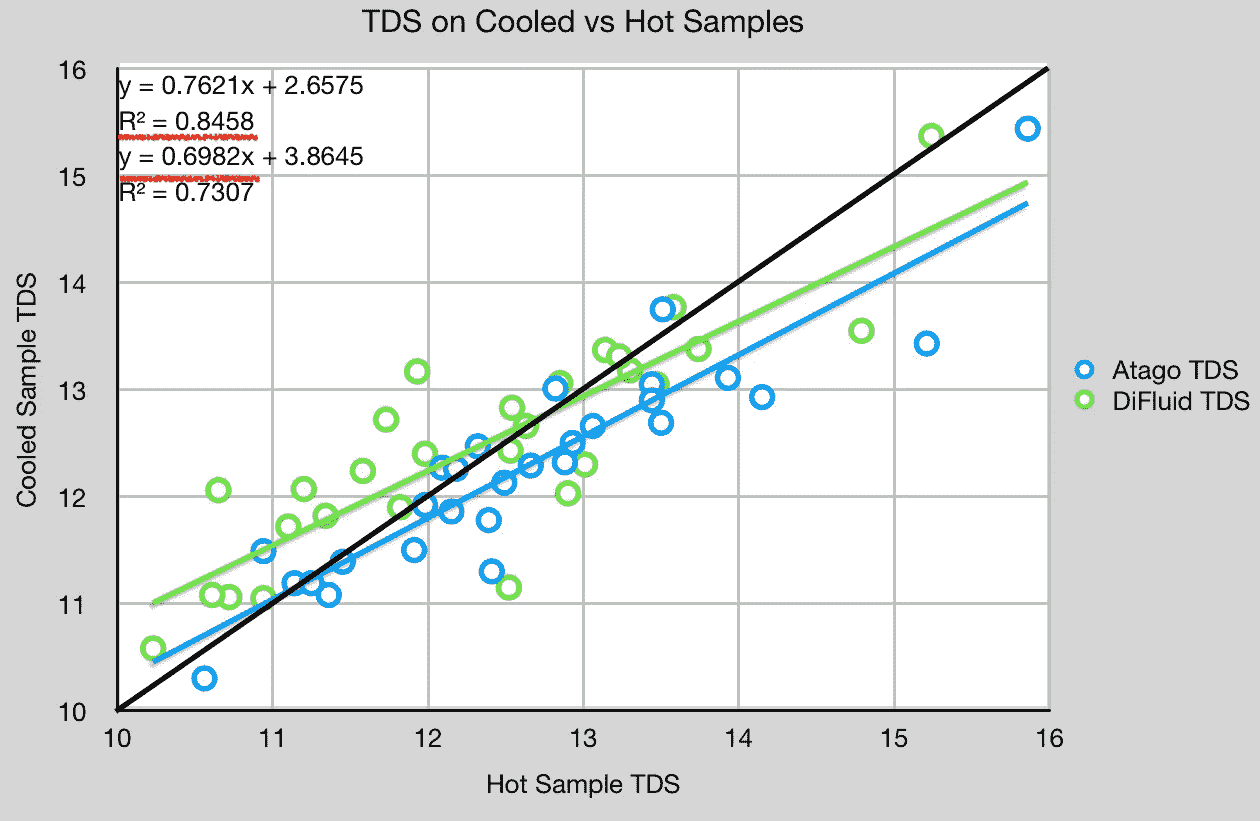 TDS on Cooled vs Hot Samples
y = 0.7621x + 2.6575
R² = 0.8458
y = 0.6982x + 3.8645
R² = 0.7307
16
15
14
13
12
11
10
Cooled Sample TDS
10 11 12 13 14 15 16
Hot Sample TDS
Atago TDS
DiFluid TDS